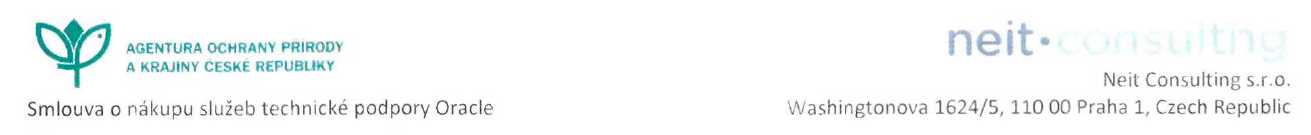 AGENTURA OCHRANY PŘÍRODY
A KRAJINY ČESKÉ REPUBLIKY
Smlouva o nákupu služeb technické podpory Oracle
neit•consulting
Neit Consulting s.r.o.
Washingtonova 1624/5, 110 00 Praha 1, Czech Republic